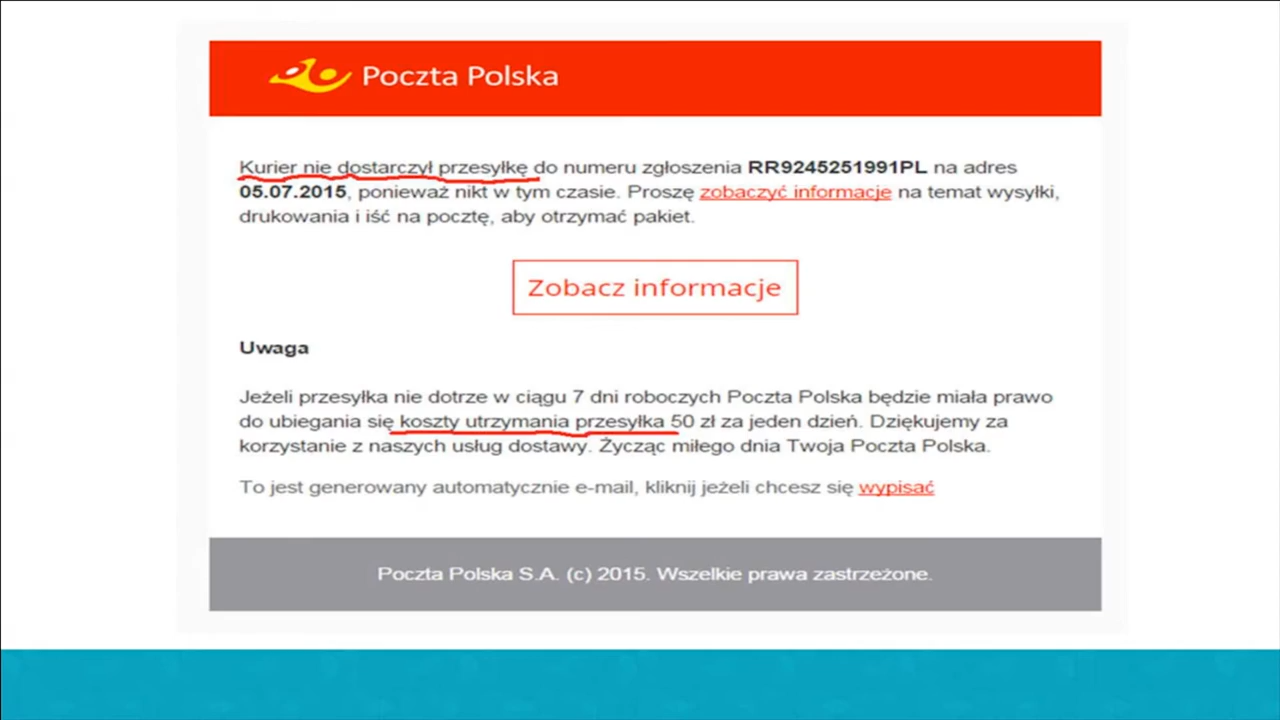 Poczta Polska
Kurier nie dostarczył przesyłkę do numeru zgłoszenia RR9245251991PL na adres
05.07.2015, ponieważ nikt w tym czasie. Proszę zobaczyć informacje na temat wysyłki,
drukowania i iść na pocztę, aby otrzymać pakiet.
Zobacz informacje
Uwaga
Jeżeli przesyłka nie dotrze w ciągu 7 dni roboczych Poczta Polska będzie miała prawo
do ubiegania się koszty utrzymania przesyłka 50 zł za jeden dzień. Dziękujemy za
korzystanie z naszych usług dostawy. Życząc miłego dnia Twoja Poczta Polska.
To jest generowany automatycznie e-mail, kliknij jeżeli chcesz się wypisać
Poczta Polska S.A. (c) 2015. Wszelkie prawa zastrzeżone.